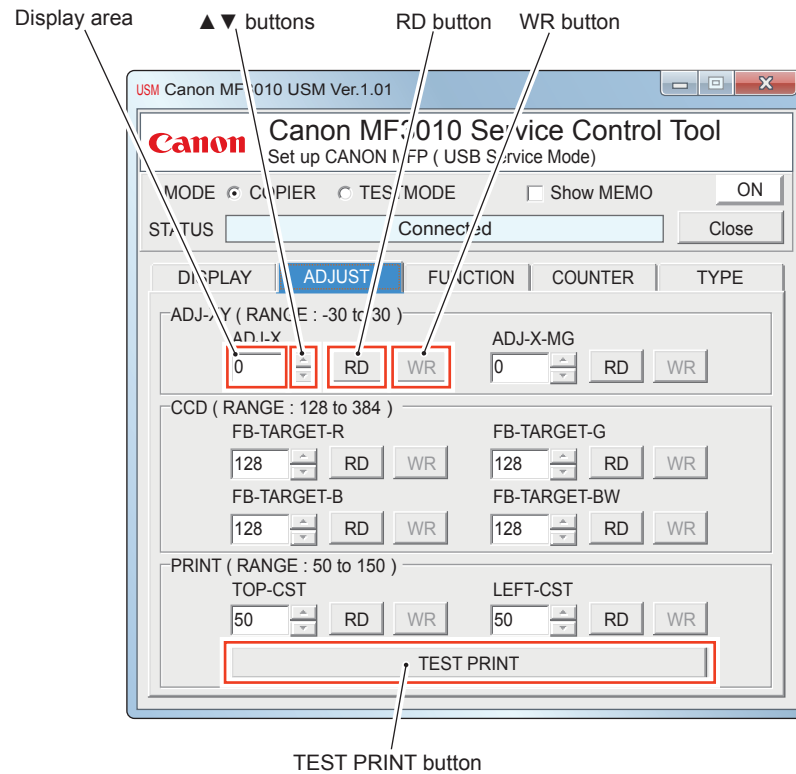 Display area ▲▼ buttons RD button WR button
USM Canon MF3010 USM Ver.1.01
Canon Canon MF3010 Service Control Tool
Set up CANON MFP ( USB Service Mode)
MODE COPIER TESTMODE Show MEMO ON
STATUS Connected Close
DISPLAY ADJUST FUNCTION COUNTER TYPE
ADJ-XY ( RANGE : -30 to 30 )
ADJ-X ADJ-X-MG
0 RD WR 0 RD WR
CCD ( RANGE : 128 to 384 )
FB-TARGET-R FB-TARGET-G
128 RD WR 128 RD WR
FB-TARGET-B FB-TARGET-BW
128 RD WR 128 RD WR
PRINT ( RANGE : 50 to 150 )
TOP-CST LEFT-CST
50 RD WR 50 RD WR
TEST PRINT
TEST PRINT button